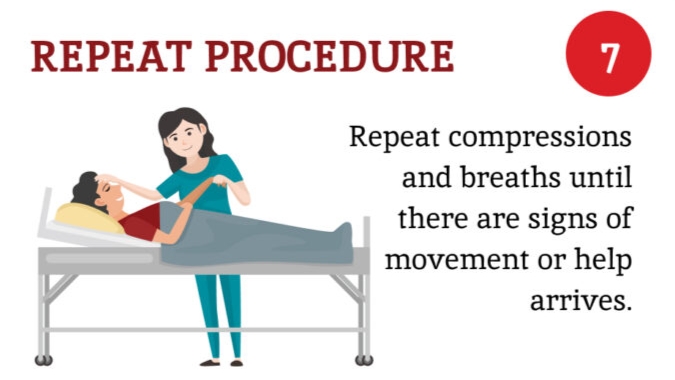 REPEAT PROCEDURE
7
Repeat compressions
and breaths until
there are signs of
movement or help
arrives.